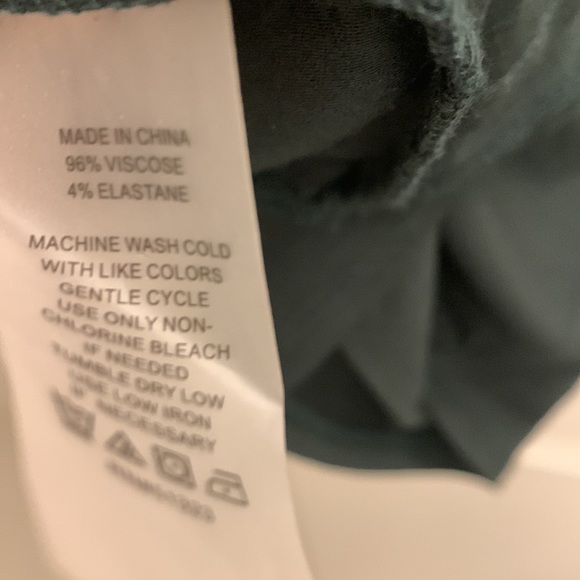 MADE IN CHINA
96% VISCOSE
4% ELASTANE
MACHINE WASH COLD
WITH LIKE COLORS
GENTLE CYCLE
USE ONLY NON-
CHLORINE BLEACH
IF NEEDED
TUMBLE DRY LOW
USE LOW IRON
IF NECESSARY